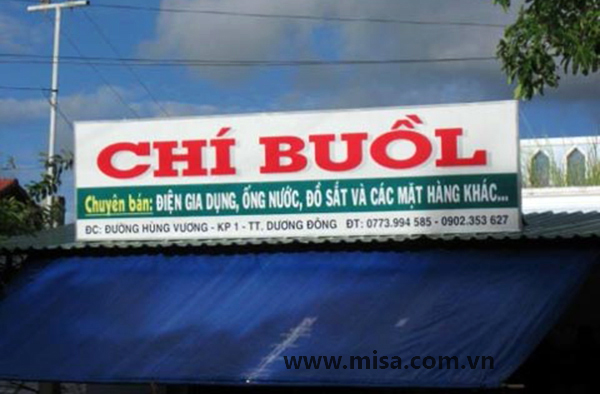 CHÍ BUỒL
Chuyên bán: ĐIỆN GIA DỤNG, ỐNG NƯỚC, ĐỒ SẮT VÀ CÁC MẶT HÀNG KHÁC...
ĐC: ĐƯỜNG HÙNG VƯƠNG - KP 1 - TT. DƯƠNG ĐÔNG ĐT: 0773.994 585 - 0902.353 627
www.misa.com.vn